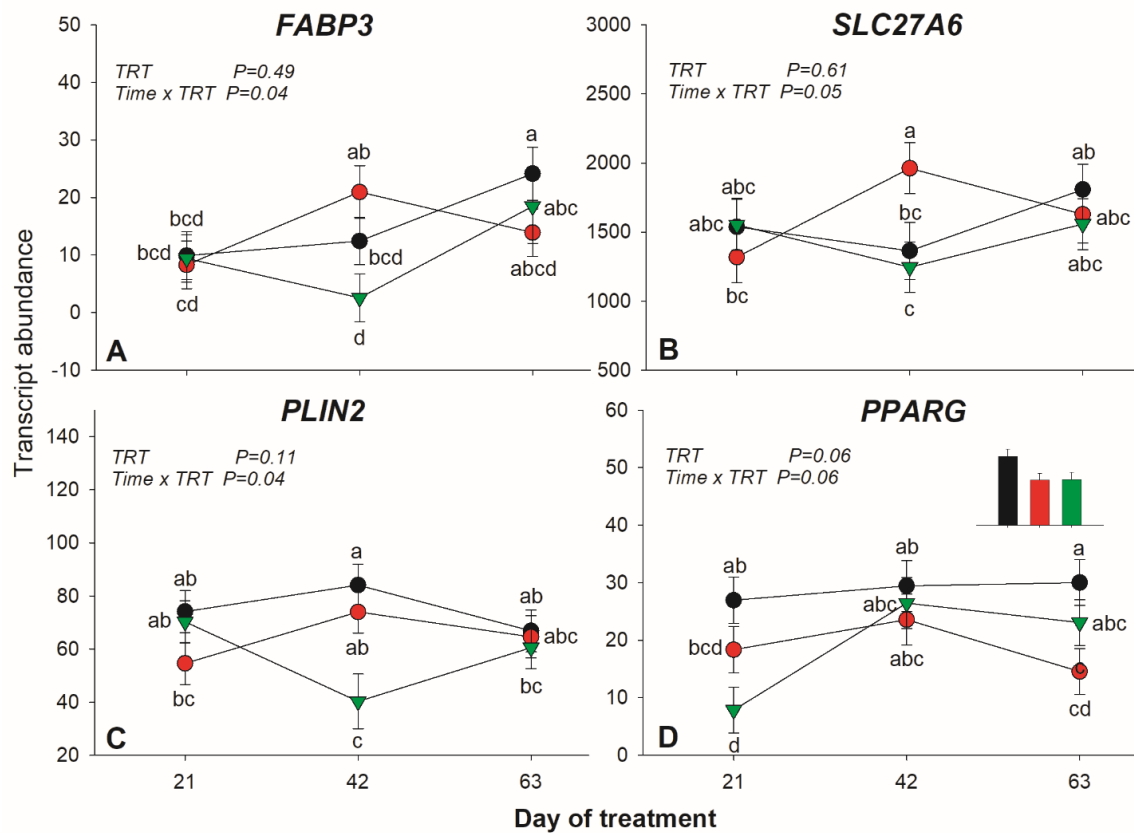 FABP3
50
40
30
20
10
0
-10
TRT P=0.49
Time x TRT P=0.04
bcd
bcd
cd
ab
bcd
d
a
abc
abcd
A
SLC27A6
3000
2500
2000
1500
1000
500
TRT P=0.61
Time x TRT P=0.05
abc
abc
bc
a
bc
c
ab
abc
abc
B
Transcript abundance
PLIN2
140
120
100
80
60
40
20
TRT P=0.11
Time x TRT P=0.04
ab
ab
bc
a
ab
c
ab
abc
bc
C
21
42
63
PPARG
60
50
40
30
20
10
0
TRT P=0.06
Time x TRT P=0.06
ab
bcd
d
ab
abc
abc
a
abc
c
cd
D
21
42
63
Day of treatment